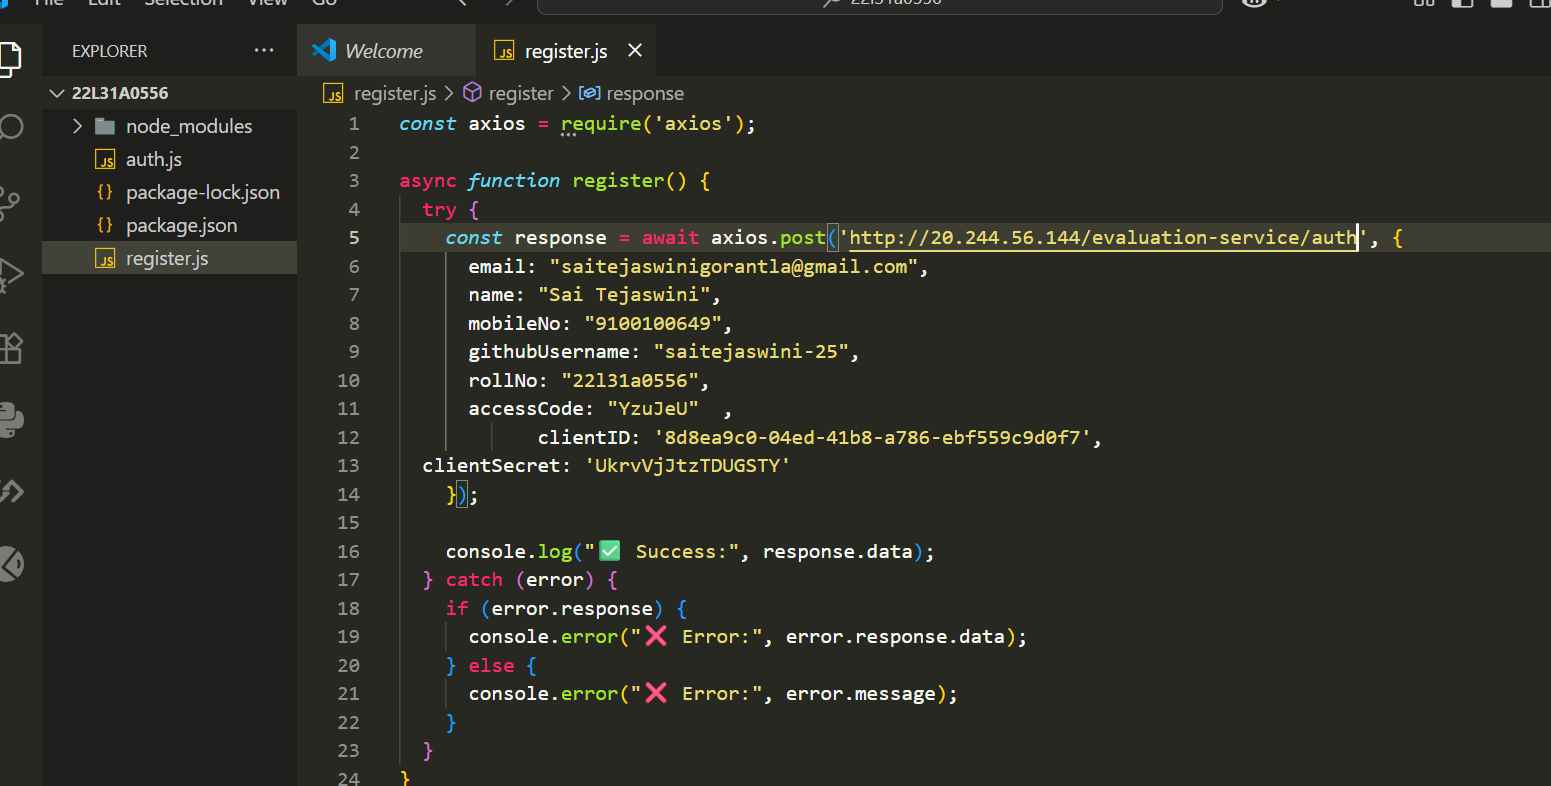 File Edit Selection View Go
22l31a0556
EXPLORER ...
Welcome
JS register.js ×
22L31A0556
node_modules
JS auth.js
{} package-lock.json
{} package.json
JS register.js
JS register.js > register > response
1 const axios = require('axios');
2
3 async function register() {
4 try {
5 const response = await axios.post('http://20.244.56.144/evaluation-service/auth', {
6 email: "saitejaswinigorantla@gmail.com",
7 name: "Sai Tejaswini",
8 mobileNo: "9100100649",
9 githubUsername: "saitejaswini-25",
10 rollNo: "22l31a0556",
11 accessCode: "YzuJeU" ,
12 clientID: '8d8ea9c0-04ed-41b8-a786-ebf559c9d0f7',
13 clientSecret: 'UkrvVjJtzTDUGSTY'
14 });
15
16 console.log("✅ Success:", response.data);
17 } catch (error) {
18 if (error.response) {
19 console.error("❌ Error:", error.response.data);
20 } else {
21 console.error("❌ Error:", error.message);
22 }
23 }
24 }